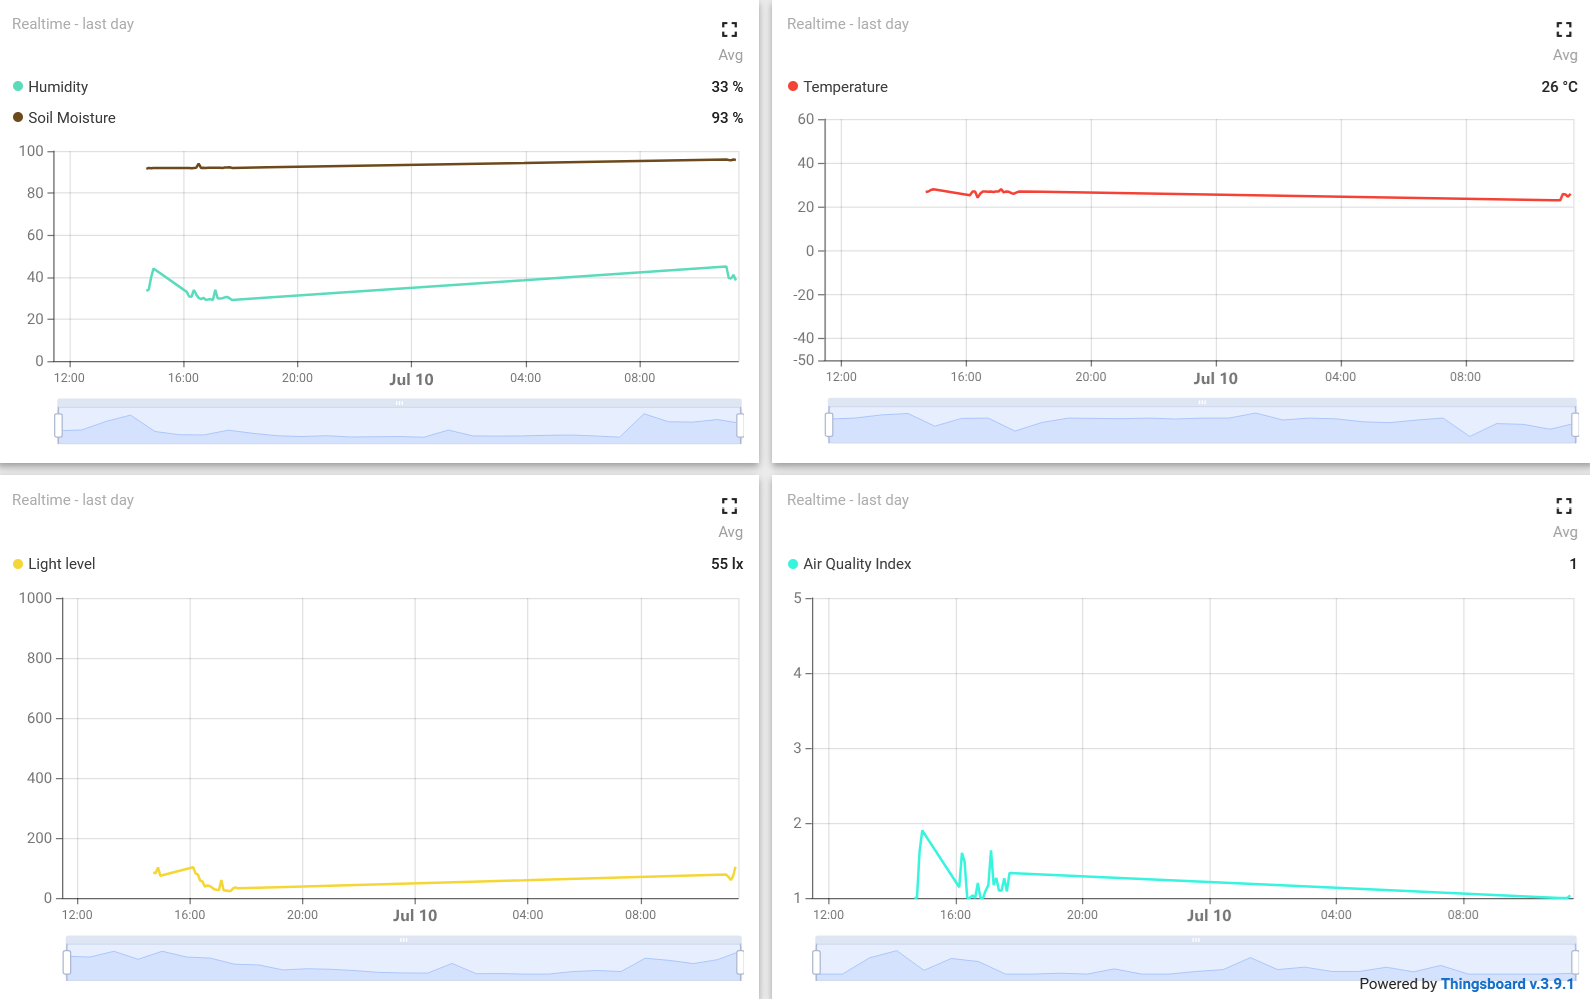 Realtime - last day
Avg
Humidity 33 %
Soil Moisture 93 %
100
80
60
40
20
0
12:00 16:00 20:00 Jul 10 04:00 08:00
Realtime - last day
Avg
Temperature 26 °C
60
40
20
0
-20
-40
-50
12:00 16:00 20:00 Jul 10 04:00 08:00
Realtime - last day
Avg
Light level 55 lx
1000
800
600
400
200
0
12:00 16:00 20:00 Jul 10 04:00 08:00
Realtime - last day
Avg
Air Quality Index 1
5
4
3
2
1
12:00 16:00 20:00 Jul 10 04:00 08:00
Powered by Thingsboard v.3.9.1